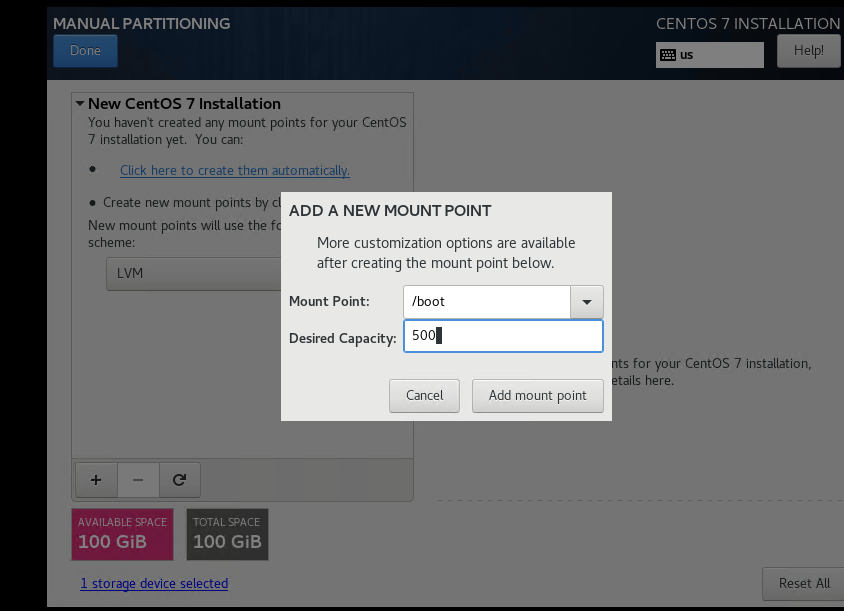 MANUAL PARTITIONING
CENTOS 7 INSTALLATION
Done
us
Help!
New CentOS 7 Installation
You haven't created any mount points for your CentOS
7 installation yet. You can:
Click here to create them automatically.
Create new mount points by cl
New mount points will use the fo
scheme:
LVM
ADD A NEW MOUNT POINT
More customization options are available
after creating the mount point below.
Mount Point:
/boot
Desired Capacity:
500
Cancel
Add mount point
nts for your CentOS 7 installation,
etails here.
+
−
AVAILABLE SPACE
100 GiB
TOTAL SPACE
100 GiB
1 storage device selected
Reset All